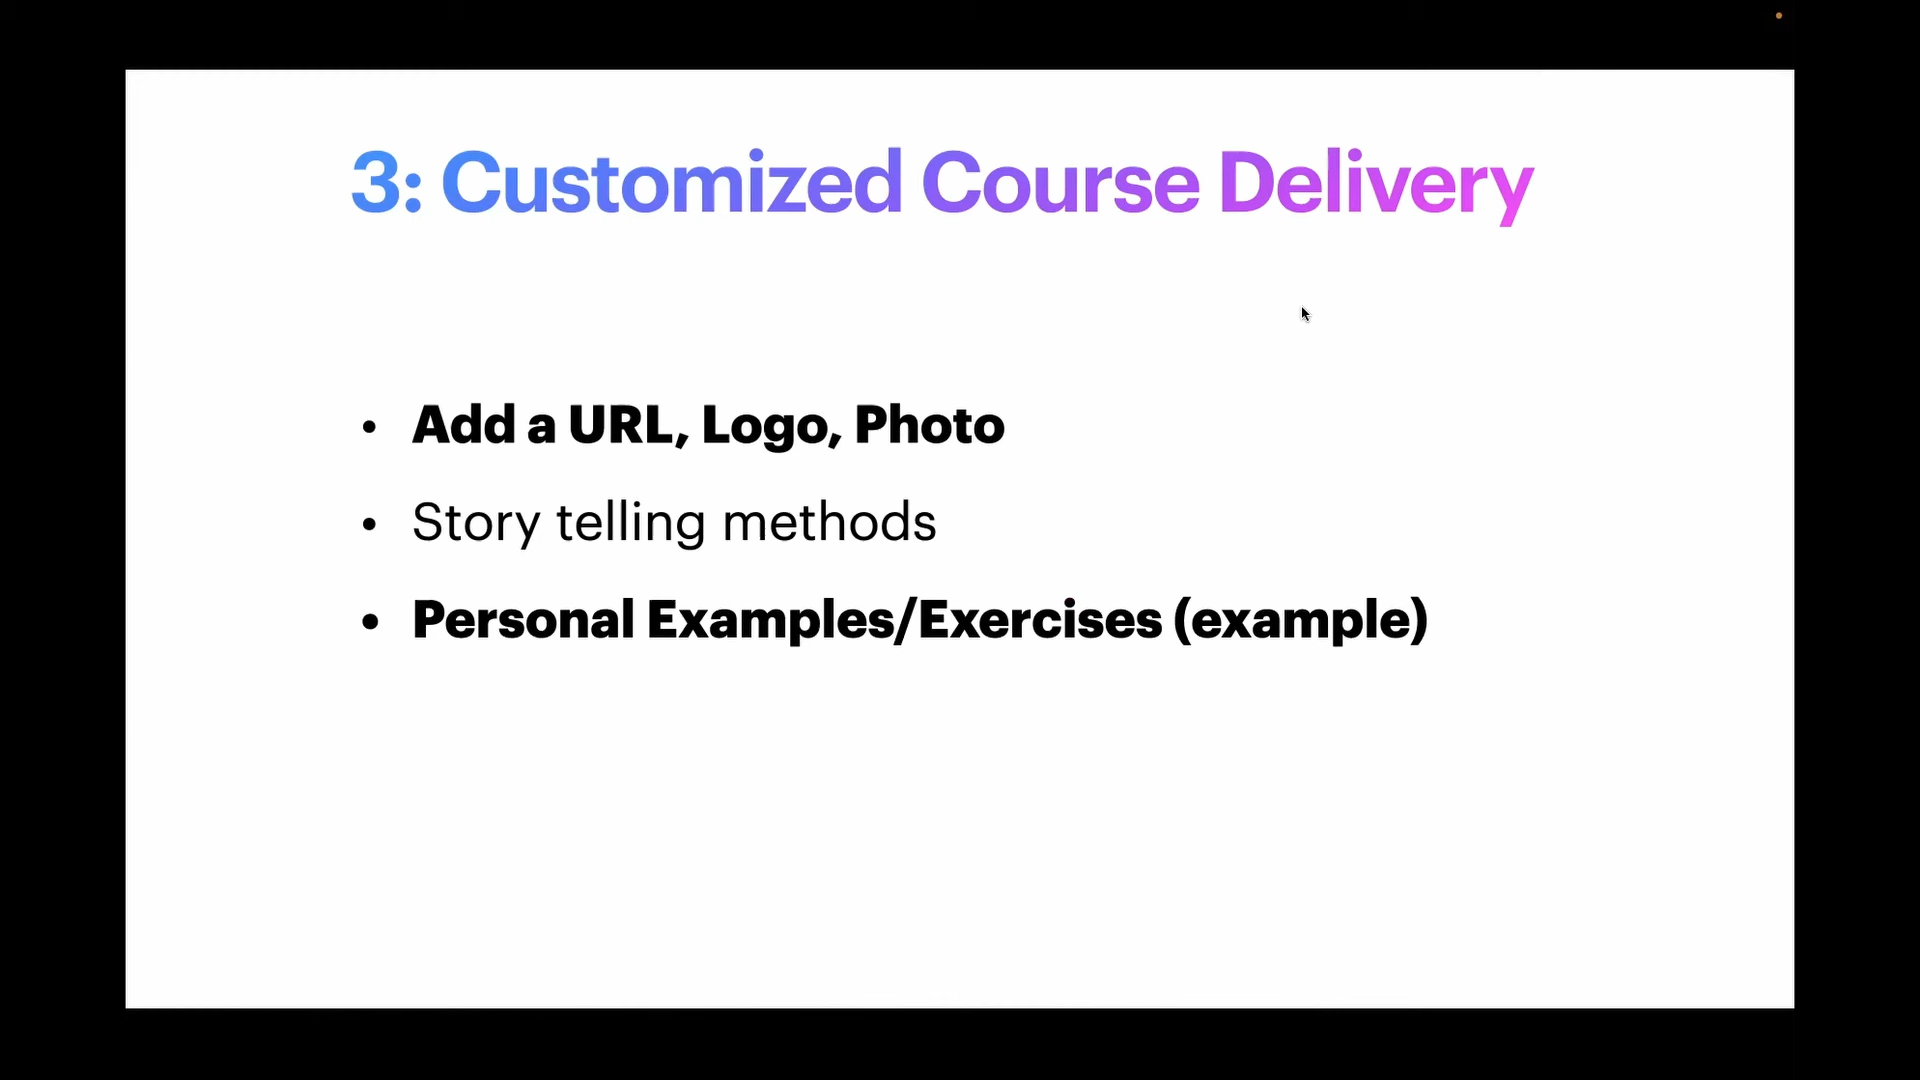 3: Customized Course Delivery
• Add a URL, Logo, Photo
• Story telling methods
• Personal Examples/Exercises (example)